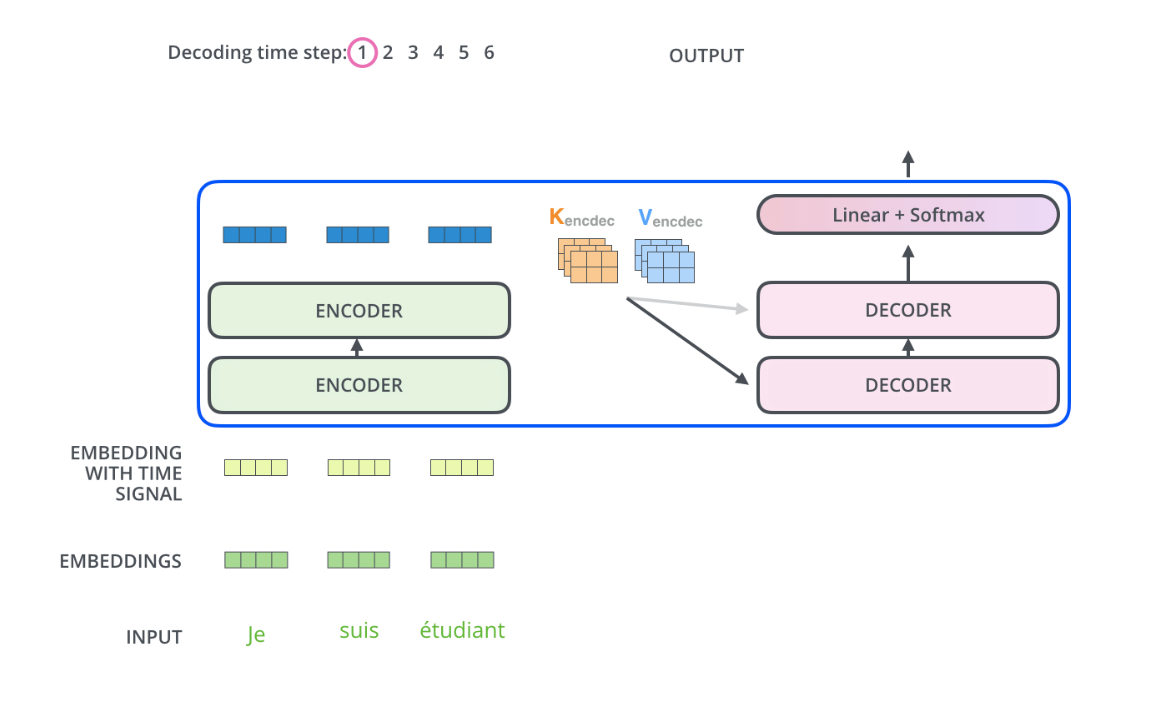 Decoding time step: 1 2 3 4 5 6
OUTPUT
Kencdec
Vencdec
Linear + Softmax
ENCODER
DECODER
ENCODER
DECODER
EMBEDDING
WITH TIME
SIGNAL
EMBEDDINGS
INPUT
Je
suis
étudiant